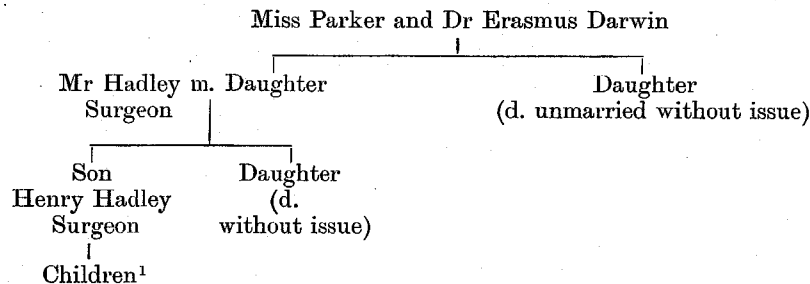 Miss Parker and Dr Erasmus Darwin
Mr Hadley m. Daughter
Surgeon
Daughter
(d. unmarried without issue)
Son
Henry Hadley
Surgeon
Daughter
(d.
without issue)
Children¹